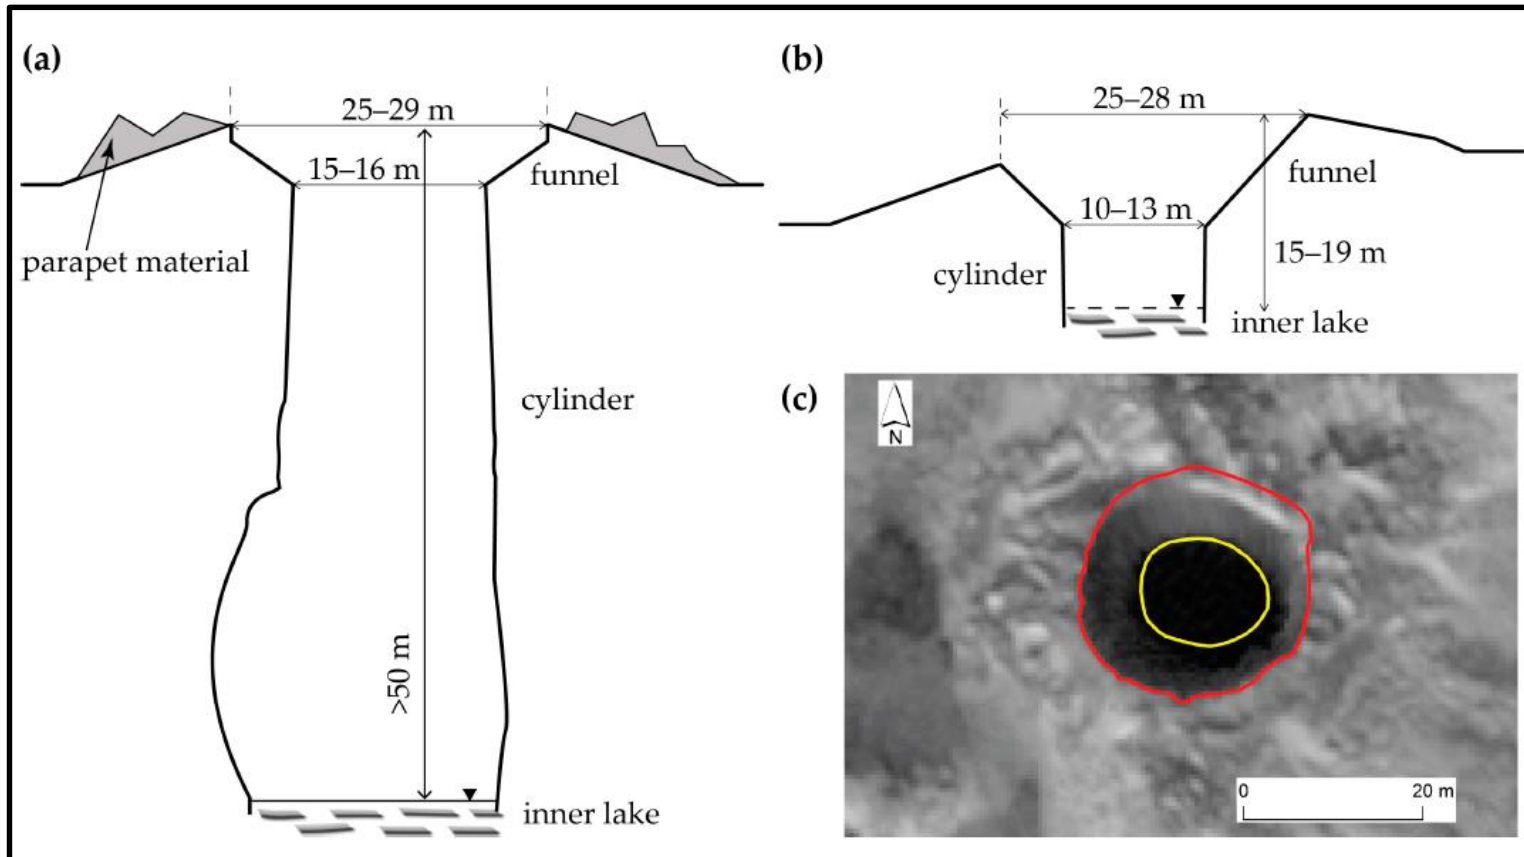 (a)
25–29 m
15–16 m
funnel
parapet material
cylinder
>50 m
inner lake
(b)
25–28 m
funnel
10–13 m
15–19 m
cylinder
inner lake
(c)
N
0 20 m